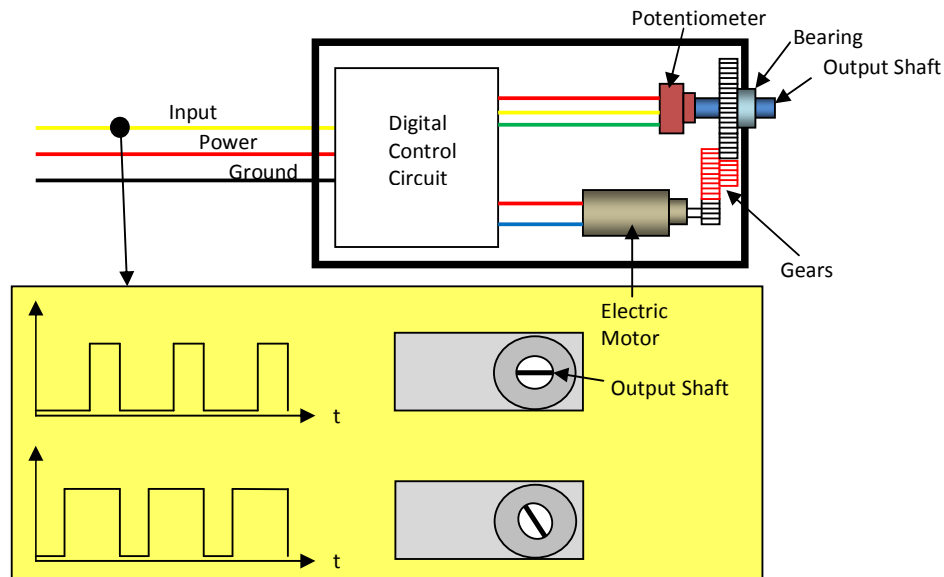 Potentiometer
Bearing
Output Shaft
Input
Power
Ground
Digital
Control
Circuit
Gears
Electric
Motor
Output Shaft
t
t